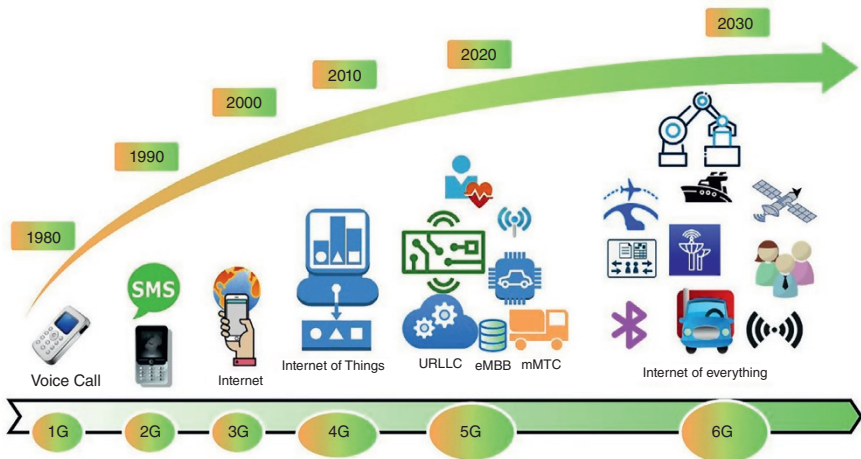 2030
2020
2010
2000
1990
1980
SMS
Voice Call
Internet
Internet of Things
URLLC
eMBB
mMTC
Internet of everything
1G
2G
3G
4G
5G
6G